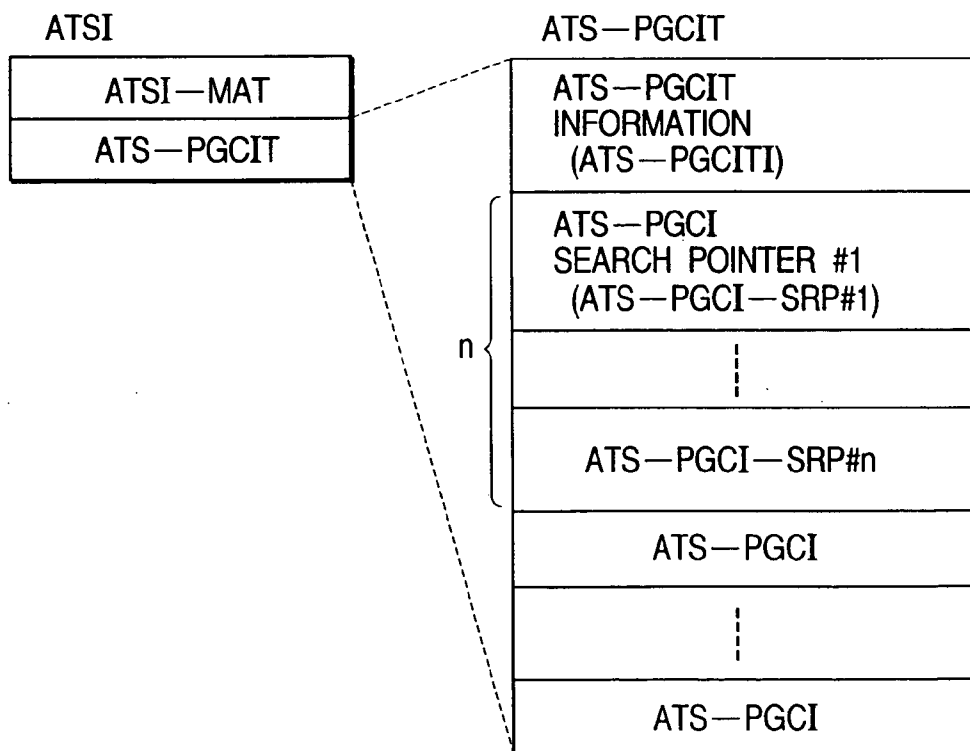 ATSI
ATSI—MAT
ATS—PGCIT
ATS—PGCIT
ATS—PGCIT
INFORMATION
(ATS—PGCITI)
ATS—PGCI
SEARCH POINTER #1
(ATS—PGCI—SRP#1)
n
ATS—PGCI—SRP#n
ATS—PGCI
ATS—PGCI